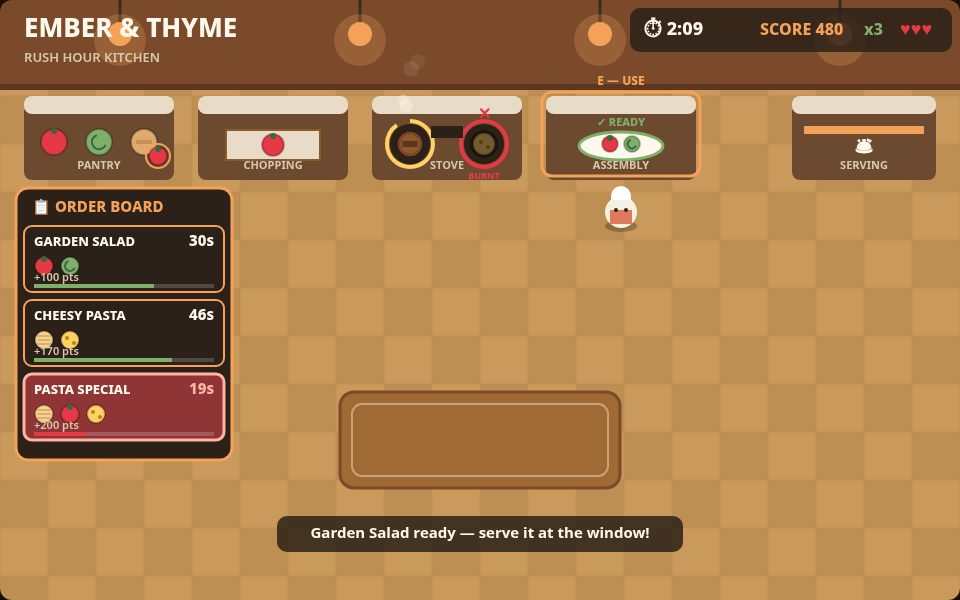 EMBER & THYME
RUSH HOUR KITCHEN
⏱ 2:09
SCORE 480
x3
♥♥♥
E — USE
PANTRY
CHOPPING
STOVE
✕
BURNT
✓ READY
ASSEMBLY
SERVING
📋 ORDER BOARD
GARDEN SALAD 30s
+100 pts
CHEESY PASTA 46s
+170 pts
PASTA SPECIAL 19s
+200 pts
Garden Salad ready — serve it at the window!